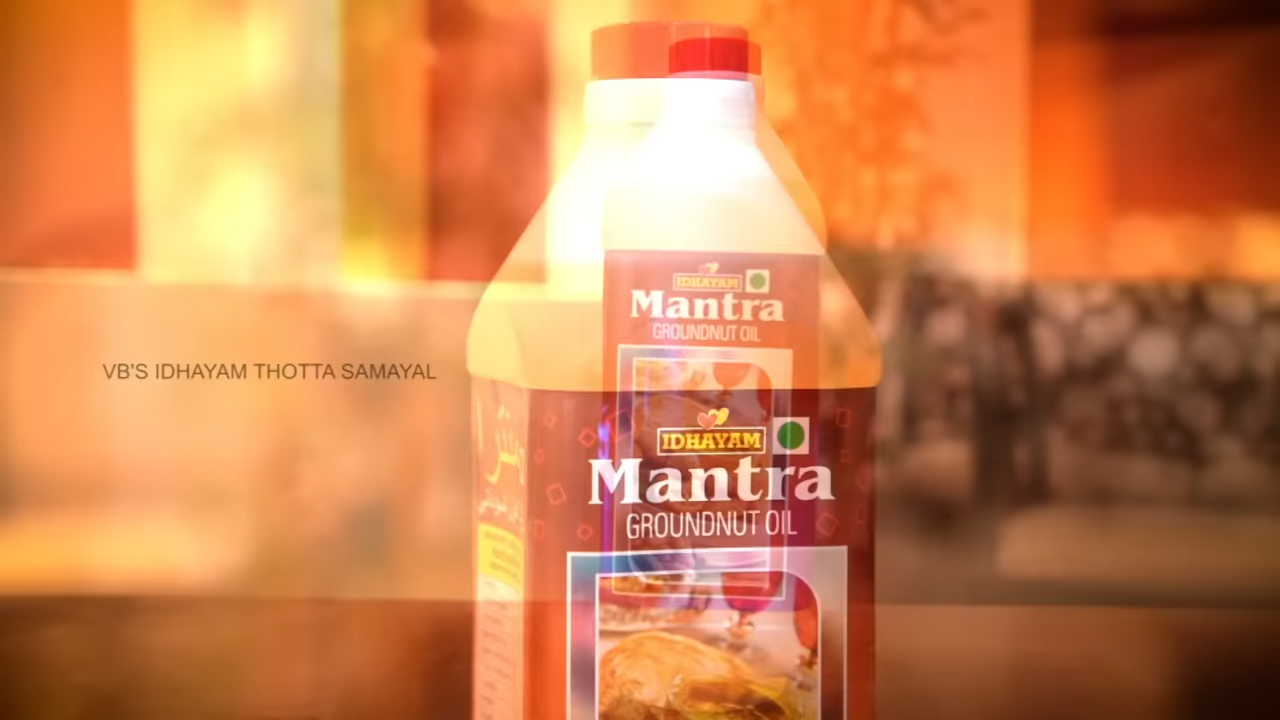 IDHAYAM
Mantra
GROUNDNUT OIL
VB'S IDHAYAM THOTTA SAMAYAL
IDHAYAM
Mantra
GROUNDNUT OIL